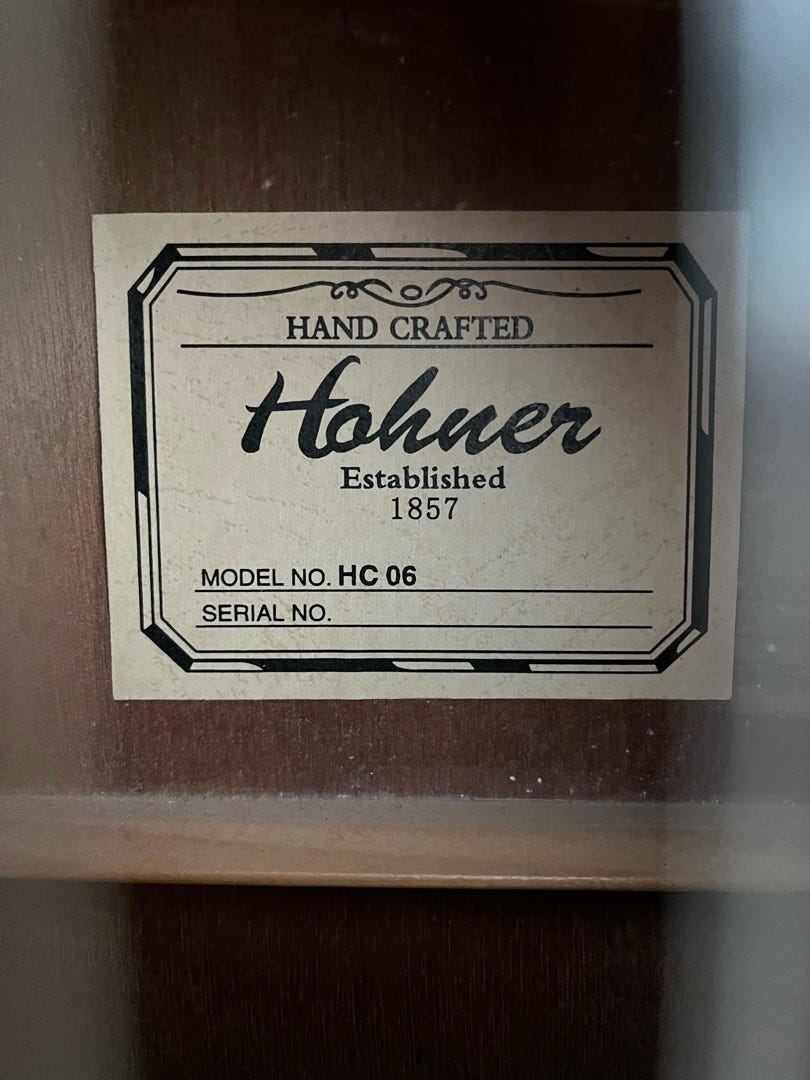 HAND CRAFTED
Hohner
Established
1857
MODEL NO. HC 06
SERIAL NO.